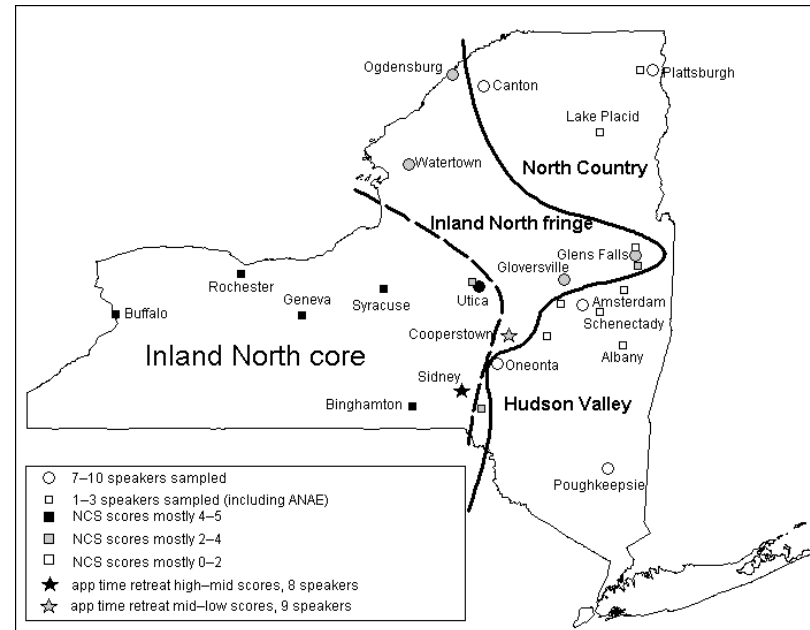 Ogdensburg
Canton
Plattsburgh
Lake Placid
Watertown
North Country
Inland North fringe
Glens Falls
Gloversville
Rochester
Geneva
Syracuse
Utica
Amsterdam
Buffalo
Schenectady
Cooperstown
Albany
Inland North core
Oneonta
Sidney
Binghamton
Hudson Valley
Poughkeepsie
7–10 speakers sampled
1–3 speakers sampled (including ANAE)
NCS scores mostly 4–5
NCS scores mostly 2–4
NCS scores mostly 0–2
app time retreat high–mid scores, 8 speakers
app time retreat mid–low scores, 9 speakers